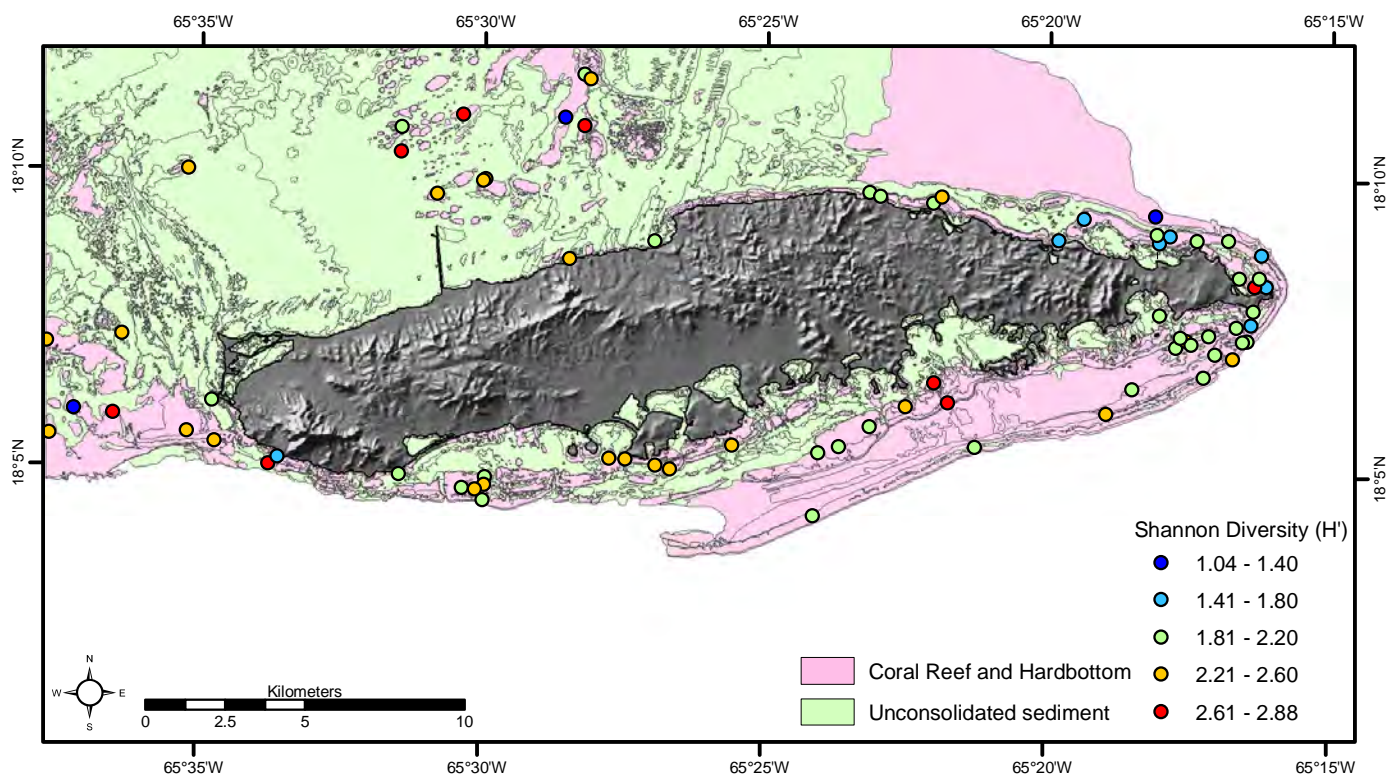 65°35'W 65°30'W 65°25'W 65°20'W 65°15'W
18°10'N 18°10'N
18°5'N 18°5'N
Shannon Diversity (H')
1.04 - 1.40
1.41 - 1.80
1.81 - 2.20
2.21 - 2.60
2.61 - 2.88
Coral Reef and Hardbottom
Unconsolidated sediment
N
W E
S
Kilometers
0 2.5 5 10
65°35'W 65°30'W 65°25'W 65°20'W 65°15'W